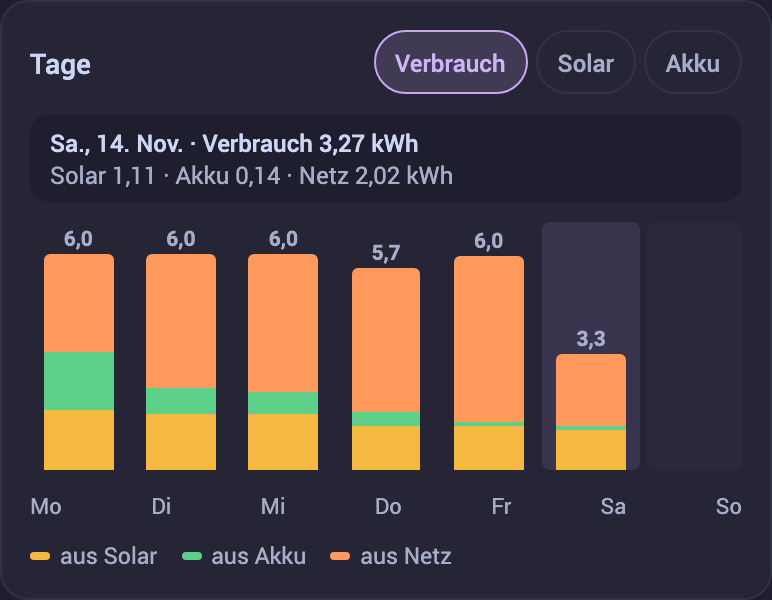 Tage
Verbrauch Solar Akku
Sa., 14. Nov. · Verbrauch 3,27 kWh
Solar 1,11 · Akku 0,14 · Netz 2,02 kWh
6,0 6,0 6,0 5,7 6,0 3,3
Mo Di Mi Do Fr Sa So
aus Solar aus Akku aus Netz